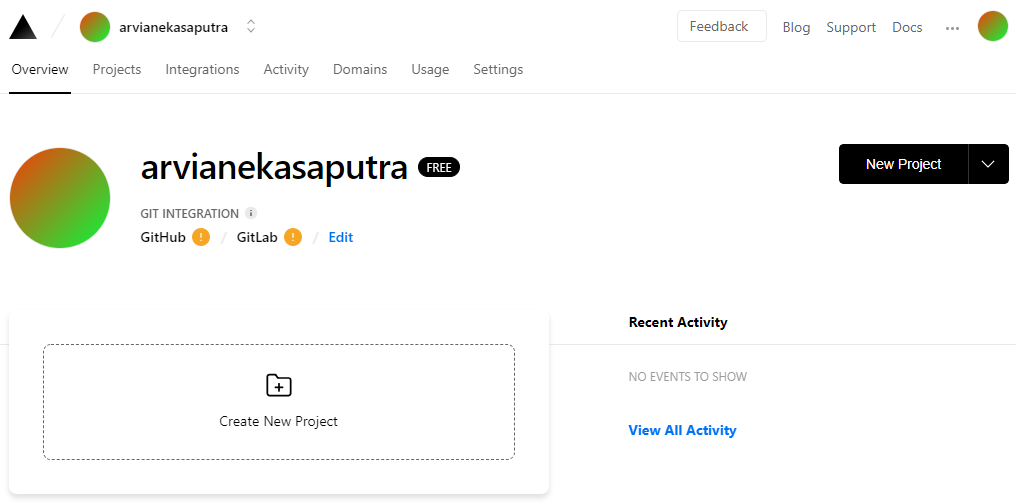 arvianekasaputra
Feedback Blog Support Docs ...
Overview Projects Integrations Activity Domains Usage Settings
arvianekasaputra FREE
New Project
GIT INTEGRATION i
GitHub ! / GitLab ! / Edit
Recent Activity
Create New Project
NO EVENTS TO SHOW
View All Activity